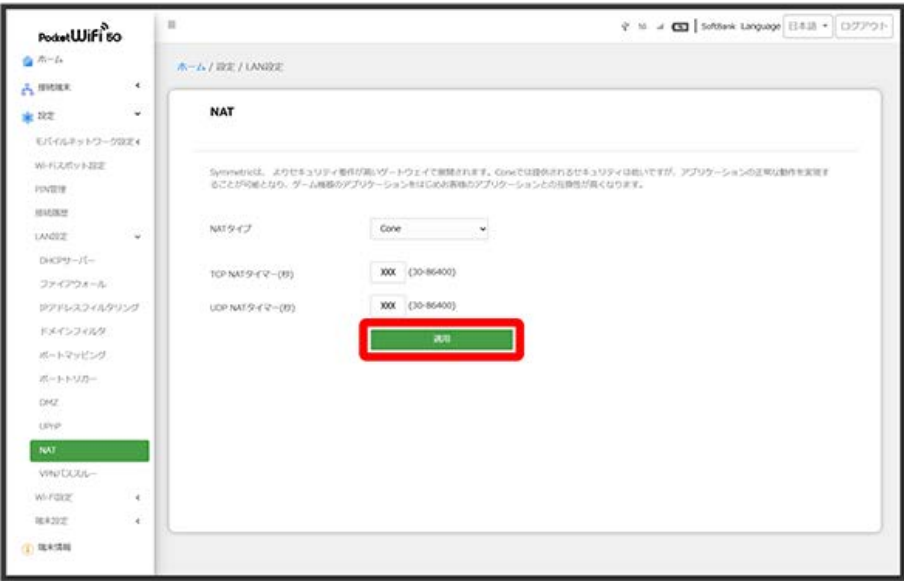 PocketWiFi 5G
5G SoftBank Language 日本語 ログアウト
ホーム
接続端末
設定
モバイルネットワーク設定
Wi-Fiスポット設定
PIN管理
接続履歴
LAN設定
DHCPサーバー
ファイアウォール
IPアドレスフィルタリング
ドメインフィルタ
ポートマッピング
ポートトリガー
DMZ
UPnP
NAT
VPNパススルー
Wi-Fi設定
端末設定
端末情報
ホーム / 設定 / LAN設定
NAT
Symmetricは、よりセキュリティ要件が高いゲートウェイで展開されます。Coneでは提供されるセキュリティは低いですが、アプリケーションの正常な動作を実現す
ることが可能となり、ゲーム機器のアプリケーションをはじめお客様のアプリケーションとの互換性が高くなります。
NATタイプ Cone
TCP NATタイマー(秒) XXX (30-86400)
UDP NATタイマー(秒) XXX (30-86400)
適用